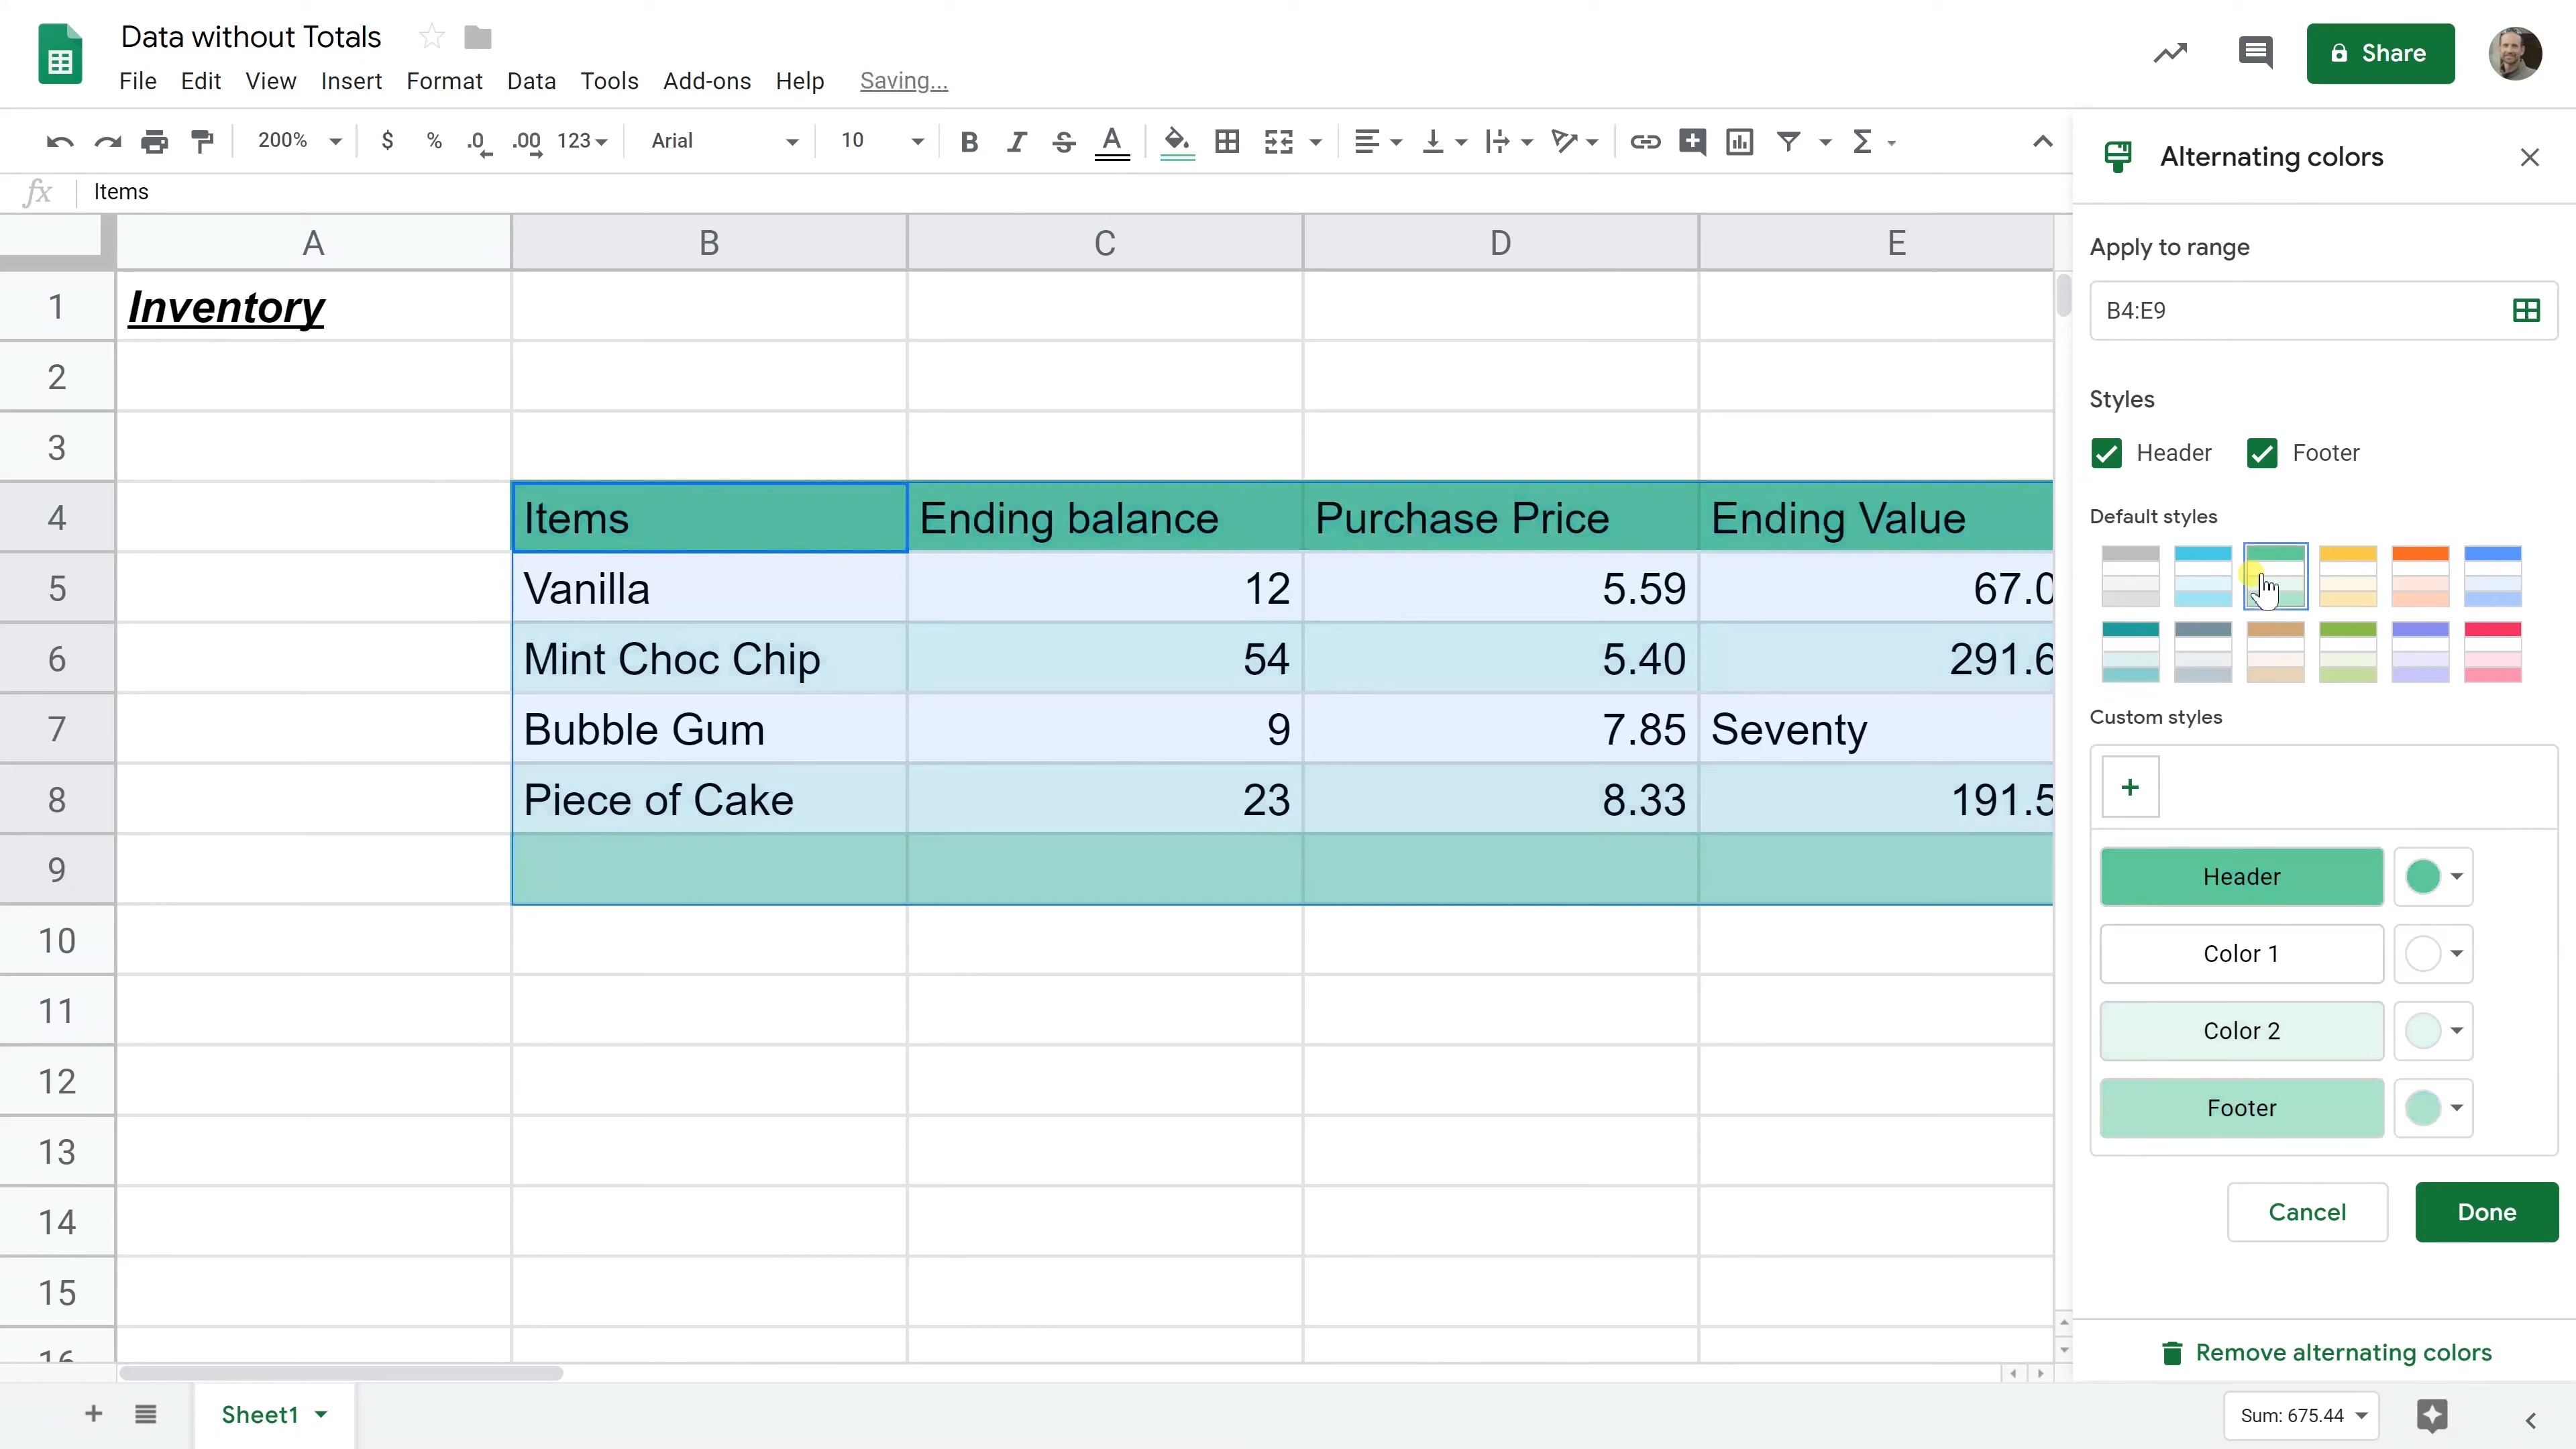 Data without Totals
File Edit View Insert Format Data Tools Add-ons Help Saving...
Share
200% $ % .0 .00 123 Arial 10 B I S A Σ
fx Items
Alternating colors
Apply to range
B4:E9
Styles
Header Footer
Default styles
Custom styles
+
Header
Color 1
Color 2
Footer
Cancel Done
Remove alternating colors
A B C D E
1 Inventory
2
3
4 Items Ending balance Purchase Price Ending Value
5 Vanilla 12 5.59 67.0
6 Mint Choc Chip 54 5.40 291.6
7 Bubble Gum 9 7.85 Seventy
8 Piece of Cake 23 8.33 191.5
9
10
11
12
13
14
15
16
+ Sheet1 Sum: 675.44